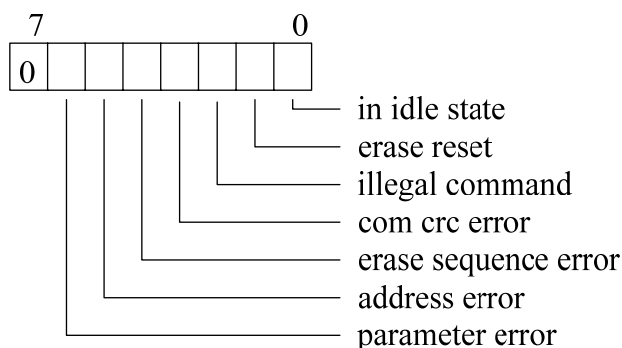 7 0
0
in idle state
erase reset
illegal command
com crc error
erase sequence error
address error
parameter error